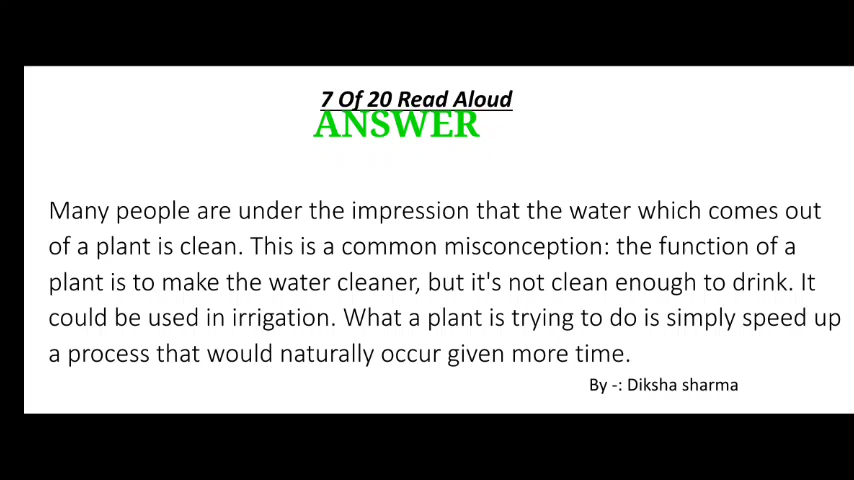 7 Of 20 Read Aloud
ANSWER
Many people are under the impression that the water which comes out
of a plant is clean. This is a common misconception: the function of a
plant is to make the water cleaner, but it's not clean enough to drink. It
could be used in irrigation. What a plant is trying to do is simply speed up
a process that would naturally occur given more time.
By -: Diksha sharma